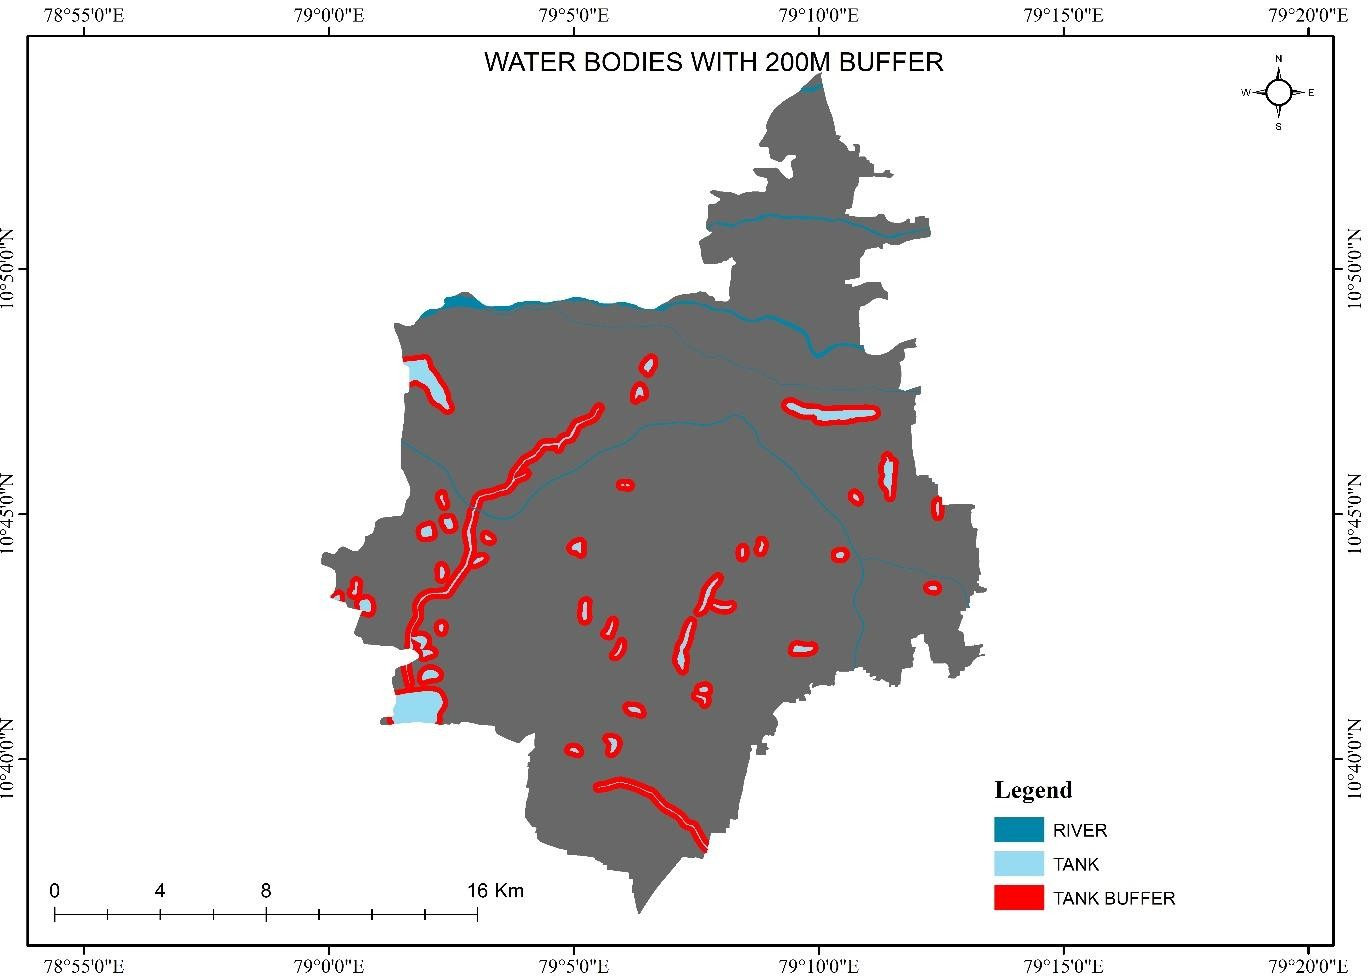 78°55'0"E 79°0'0"E 79°5'0"E 79°10'0"E 79°15'0"E 79°20'0"E
WATER BODIES WITH 200M BUFFER
N
W E
S
10°50'0"N 10°50'0"N
10°45'0"N 10°45'0"N
10°40'0"N 10°40'0"N
Legend
RIVER
TANK
TANK BUFFER
0 4 8 16 Km
78°55'0"E 79°0'0"E 79°5'0"E 79°10'0"E 79°15'0"E 79°20'0"E